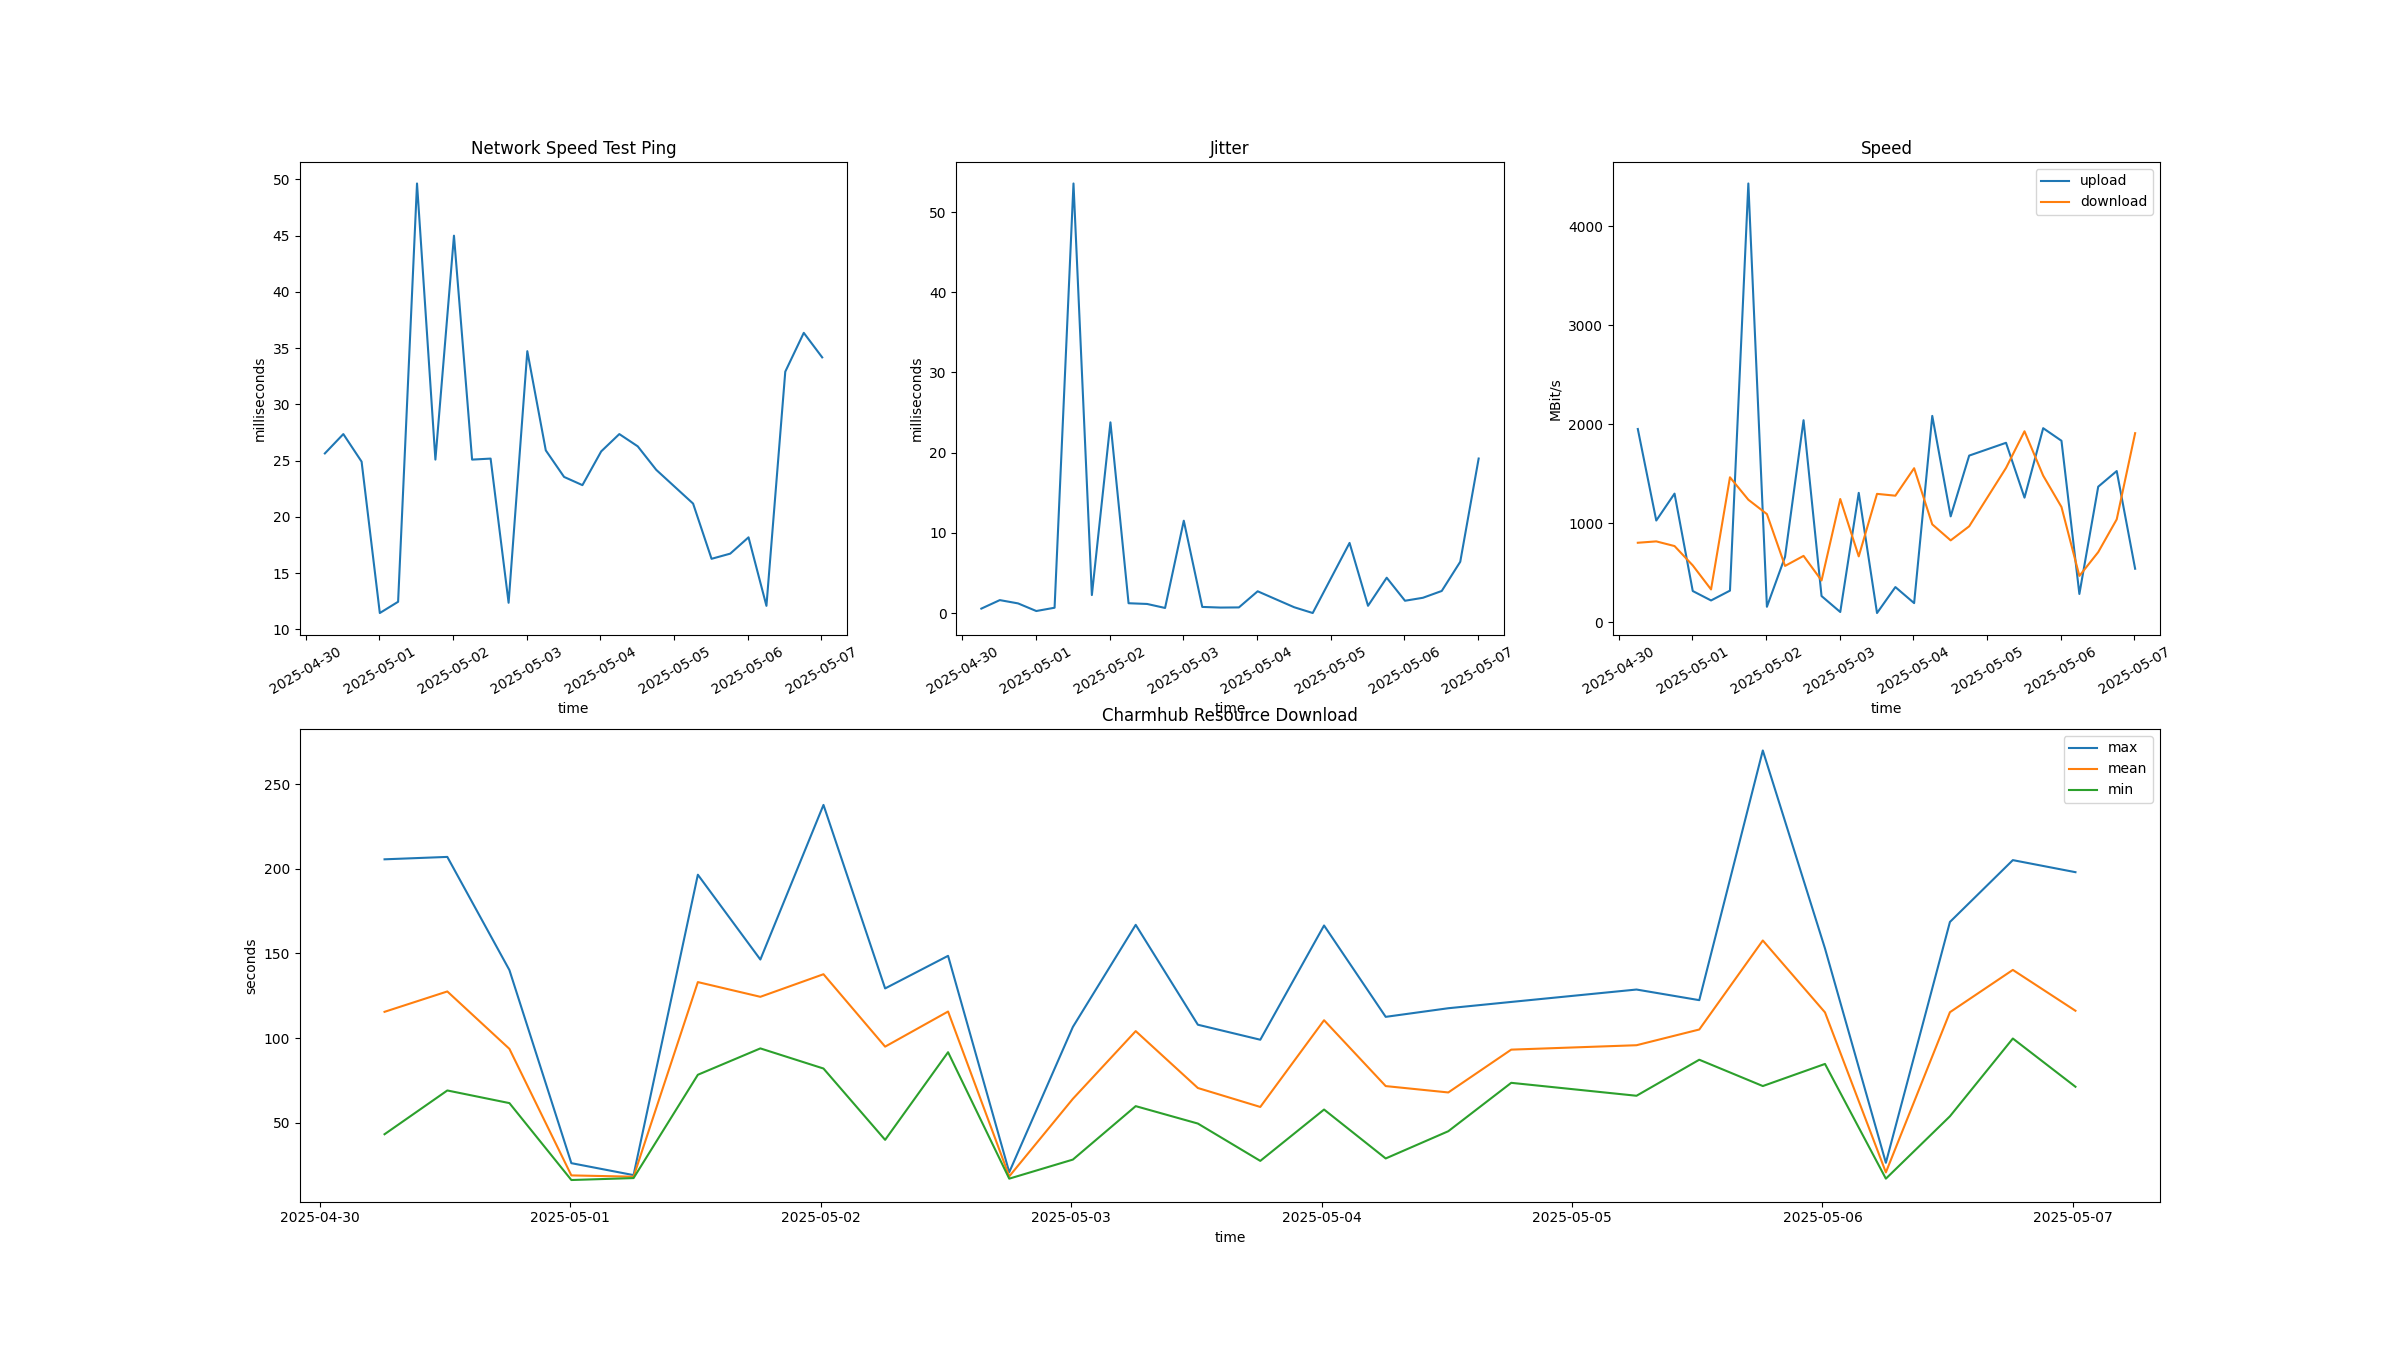 Network Speed Test Ping
milliseconds
50
45
40
35
30
25
20
15
10
2025-04-30 2025-05-01 2025-05-02 2025-05-03 2025-05-04 2025-05-05 2025-05-06 2025-05-07
time
Jitter
milliseconds
50
40
30
20
10
0
2025-04-30 2025-05-01 2025-05-02 2025-05-03 2025-05-04 2025-05-05 2025-05-06 2025-05-07
time
Speed
upload
download
MBit/s
4000
3000
2000
1000
0
2025-04-30 2025-05-01 2025-05-02 2025-05-03 2025-05-04 2025-05-05 2025-05-06 2025-05-07
time
Charmhub Resource Download
max
mean
min
seconds
250
200
150
100
50
2025-04-30 2025-05-01 2025-05-02 2025-05-03 2025-05-04 2025-05-05 2025-05-06 2025-05-07
time